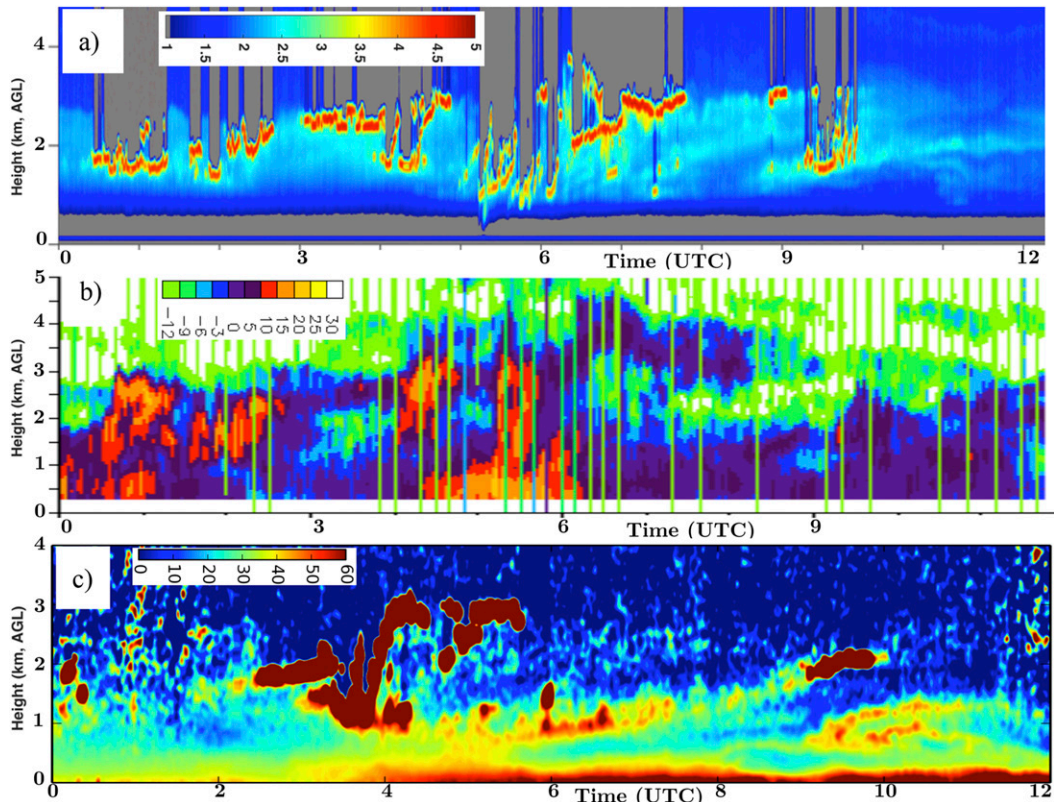 a)
1 1.5 2 2.5 3 3.5 4 4.5 5
Height (km, AGL)
4
2
0
0 3 6 9 12
Time (UTC)
b)
−12 −9 −6 −3 0 5 10 15 20 25 30
Height (km, AGL)
5
4
3
2
1
0
0 3 6 9
Time (UTC)
c)
0 10 20 30 40 50 60
Height (km, AGL)
4
3
2
1
0
0 2 4 6 8 10 12
Time (UTC)